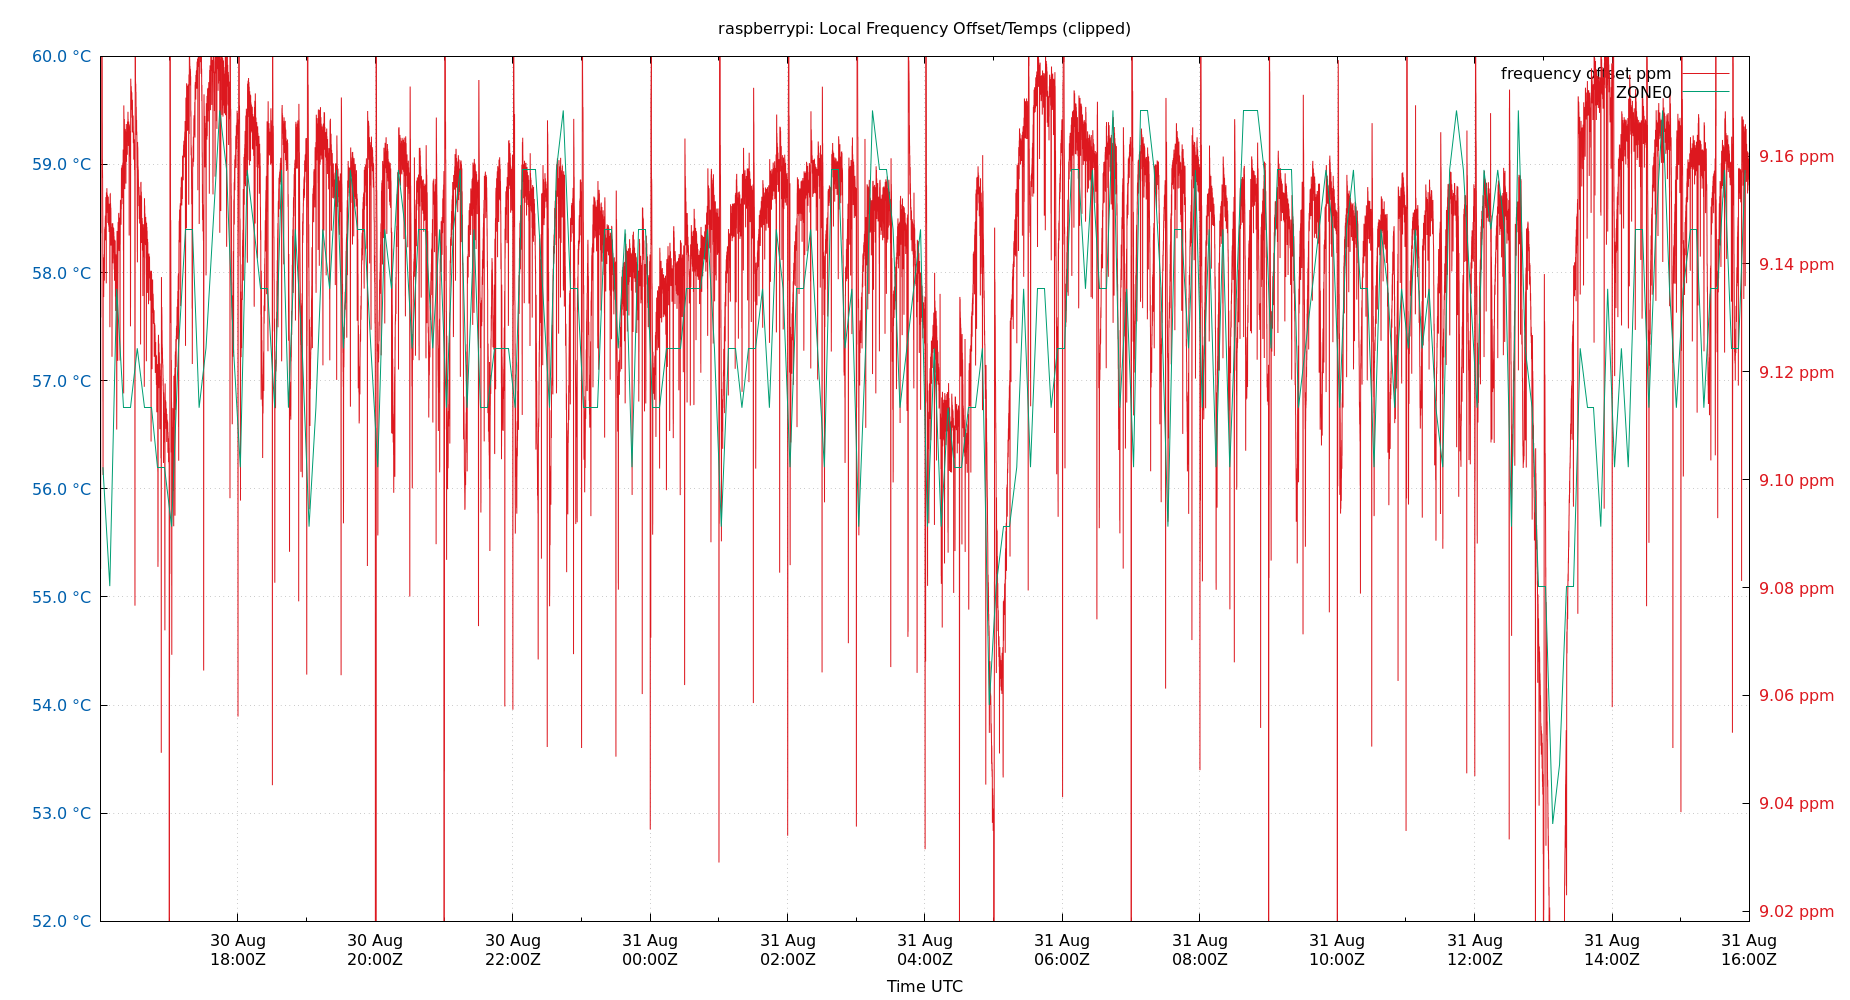 raspberrypi: Local Frequency Offset/Temps (clipped)
60.0 °C
59.0 °C
58.0 °C
57.0 °C
56.0 °C
55.0 °C
54.0 °C
53.0 °C
52.0 °C
frequency offset ppm
ZONE0
9.16 ppm
9.14 ppm
9.12 ppm
9.10 ppm
9.08 ppm
9.06 ppm
9.04 ppm
9.02 ppm
30 Aug 30 Aug 30 Aug 31 Aug 31 Aug 31 Aug 31 Aug 31 Aug 31 Aug 31 Aug 31 Aug 31 Aug
18:00Z 20:00Z 22:00Z 00:00Z 02:00Z 04:00Z 06:00Z 08:00Z 10:00Z 12:00Z 14:00Z 16:00Z
Time UTC